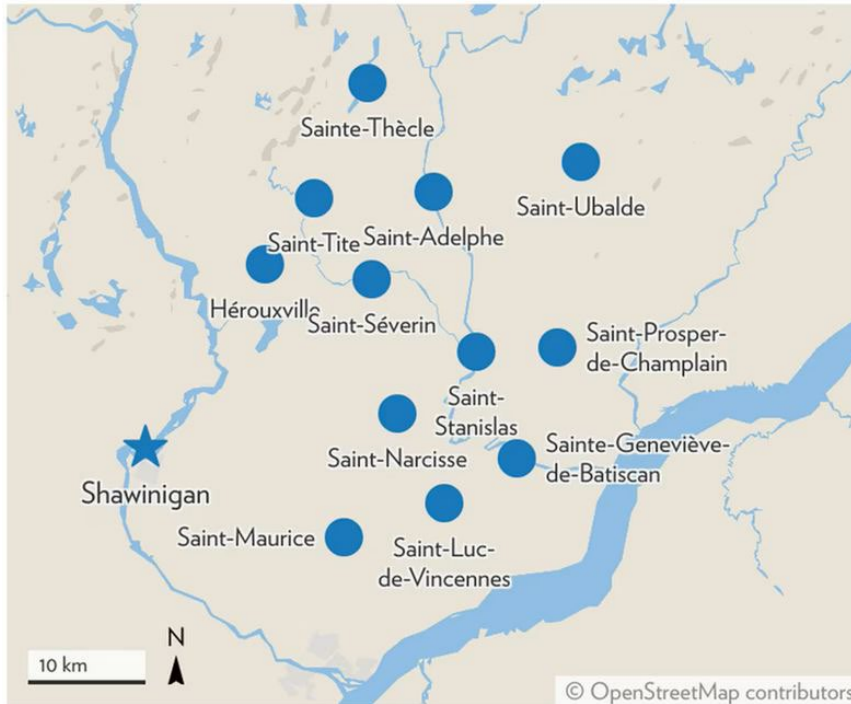 Sainte-Thècle
Saint-Ubalde
Saint-Tite
Saint-Adelphe
Hérouxville
Saint-Séverin
Saint-Prosper-
de-Champlain
Saint-
Stanislas
Saint-Narcisse
Sainte-Geneviève-
de-Batiscan
Shawinigan
Saint-Maurice
Saint-Luc-
de-Vincennes
N
10 km
© OpenStreetMap contributors